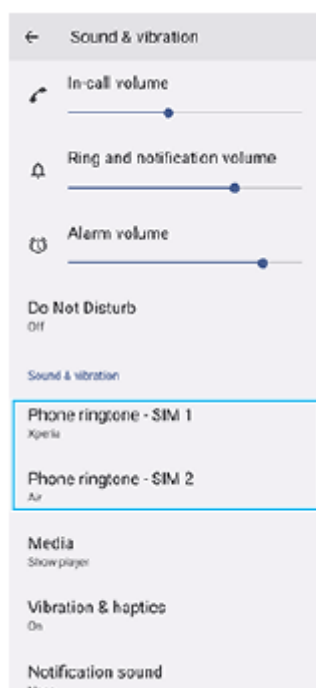 Sound & vibration
In-call volume
Ring and notification volume
Alarm volume
Do Not Disturb
Off
Sound & vibration
Phone ringtone - SIM 1
Xperia
Phone ringtone - SIM 2
Air
Media
Show player
Vibration & haptics
On
Notification sound